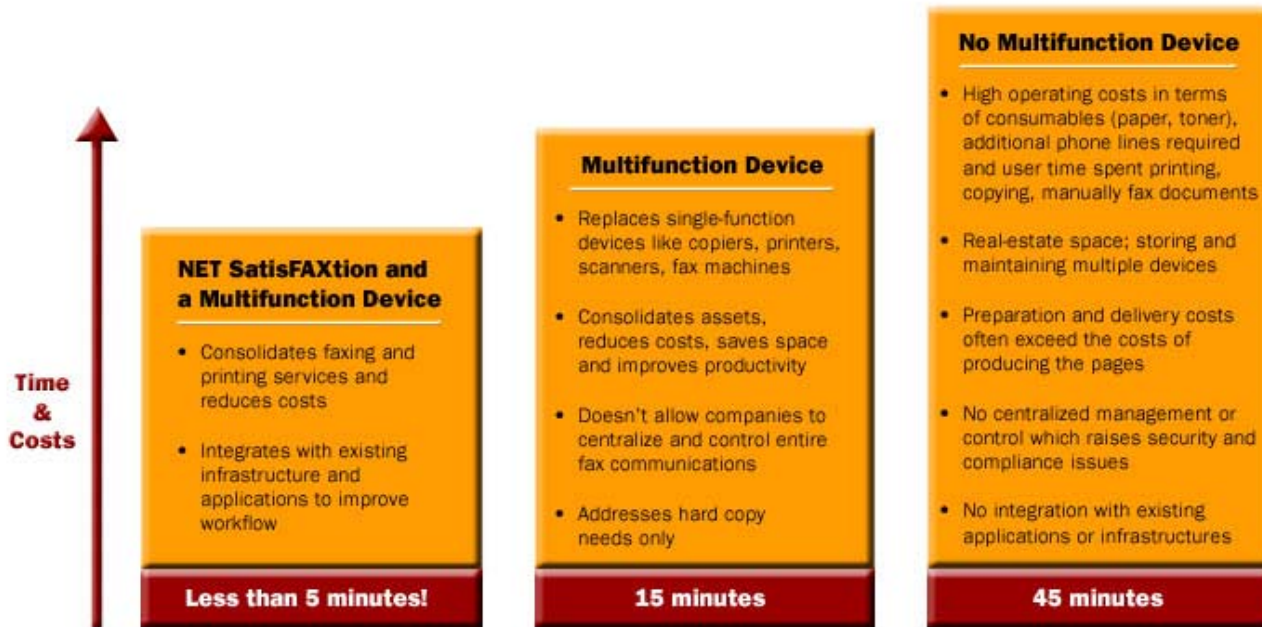 Time
&
Costs
NET SatisFAXtion and
a Multifunction Device
• Consolidates faxing and
printing services and
reduces costs
• Integrates with existing
infrastructure and
applications to improve
workflow
Less than 5 minutes!
Multifunction Device
• Replaces single-function
devices like copiers, printers,
scanners, fax machines
• Consolidates assets,
reduces costs, saves space
and improves productivity
• Doesn't allow companies to
centralize and control entire
fax communications
• Addresses hard copy
needs only
15 minutes
No Multifunction Device
• High operating costs in terms
of consumables (paper, toner),
additional phone lines required
and user time spent printing,
copying, manually fax documents
• Real-estate space; storing and
maintaining multiple devices
• Preparation and delivery costs
often exceed the costs of
producing the pages
• No centralized management or
control which raises security and
compliance issues
• No integration with existing
applications or infrastructures
45 minutes